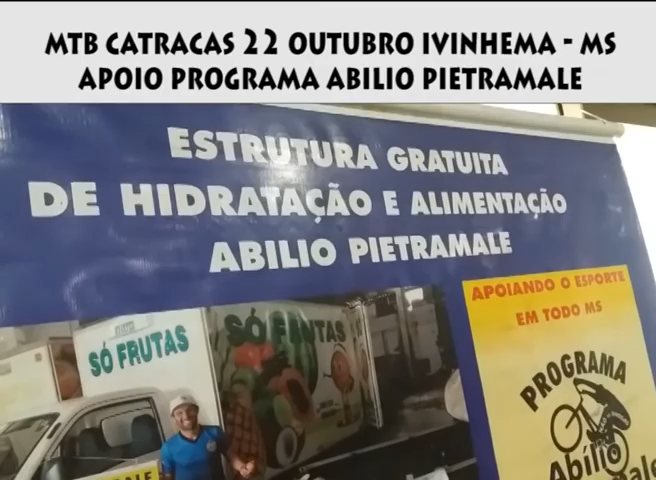 MTB CATRACAS 22 OUTUBRO IVINHEMA - MS
APOIO PROGRAMA ABILIO PIETRAMALE
ESTRUTURA GRATUITA
DE HIDRATAÇÃO E ALIMENTAÇÃO
ABILIO PIETRAMALE
APOIANDO O ESPORTE
EM TODO MS
SÓ FRUTAS
SÓ FRUTAS
PROGRAMA
Abílio